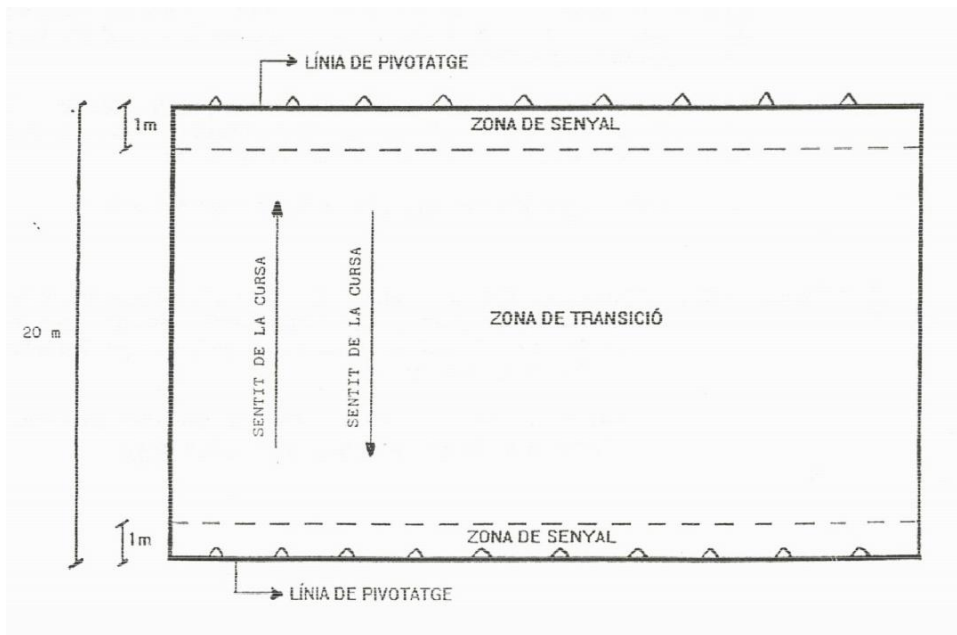 LÍNIA DE PIVOTATGE
1m
ZONA DE SENYAL
SENTIT DE LA CURSA
SENTIT DE LA CURSA
ZONA DE TRANSICIÓ
20 m
1m
ZONA DE SENYAL
LÍNIA DE PIVOTATGE